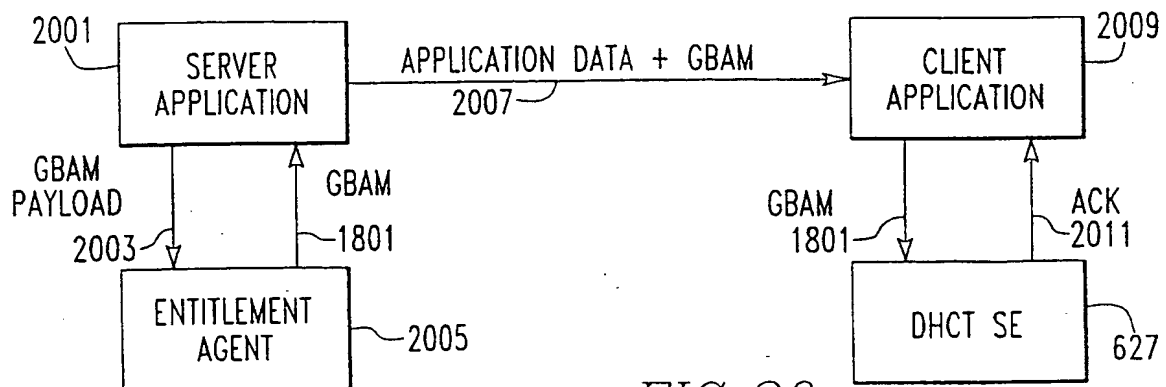 2001
SERVER
APPLICATION
APPLICATION DATA + GBAM
2007
CLIENT
APPLICATION
2009
GBAM
PAYLOAD
2003
GBAM
1801
GBAM
1801
ACK
2011
ENTITLEMENT
AGENT
2005
DHCT SE
627